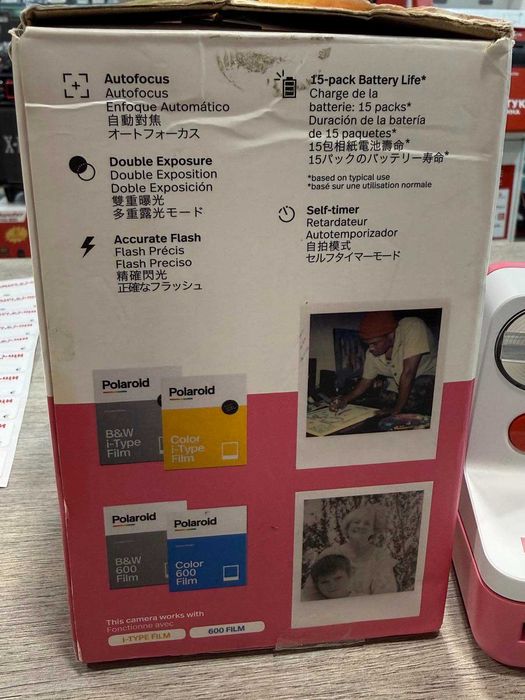 Autofocus
Autofocus
Enfoque Automático
自動對焦
オートフォーカス
Double Exposure
Double Exposition
Doble Exposición
雙重曝光
多重露光モード
Accurate Flash
Flash Précis
Flash Preciso
精確閃光
正確なフラッシュ
15-pack Battery Life*
Charge de la
batterie: 15 packs*
Duración de la batería
de 15 paquetes*
15包相紙電池壽命*
15パックのバッテリー寿命*
*based on typical use
*basé sur une utilisation normale
Self-timer
Retardateur
Autotemporizador
自拍模式
セルフタイマーモード
Polaroid
B&W
i-Type
Film
Polaroid
Color
i-Type
Film
Polaroid
B&W
600
Film
Polaroid
Color
600
Film
This camera works with
Fonctionne avec
I-TYPE FILM
600 FILM